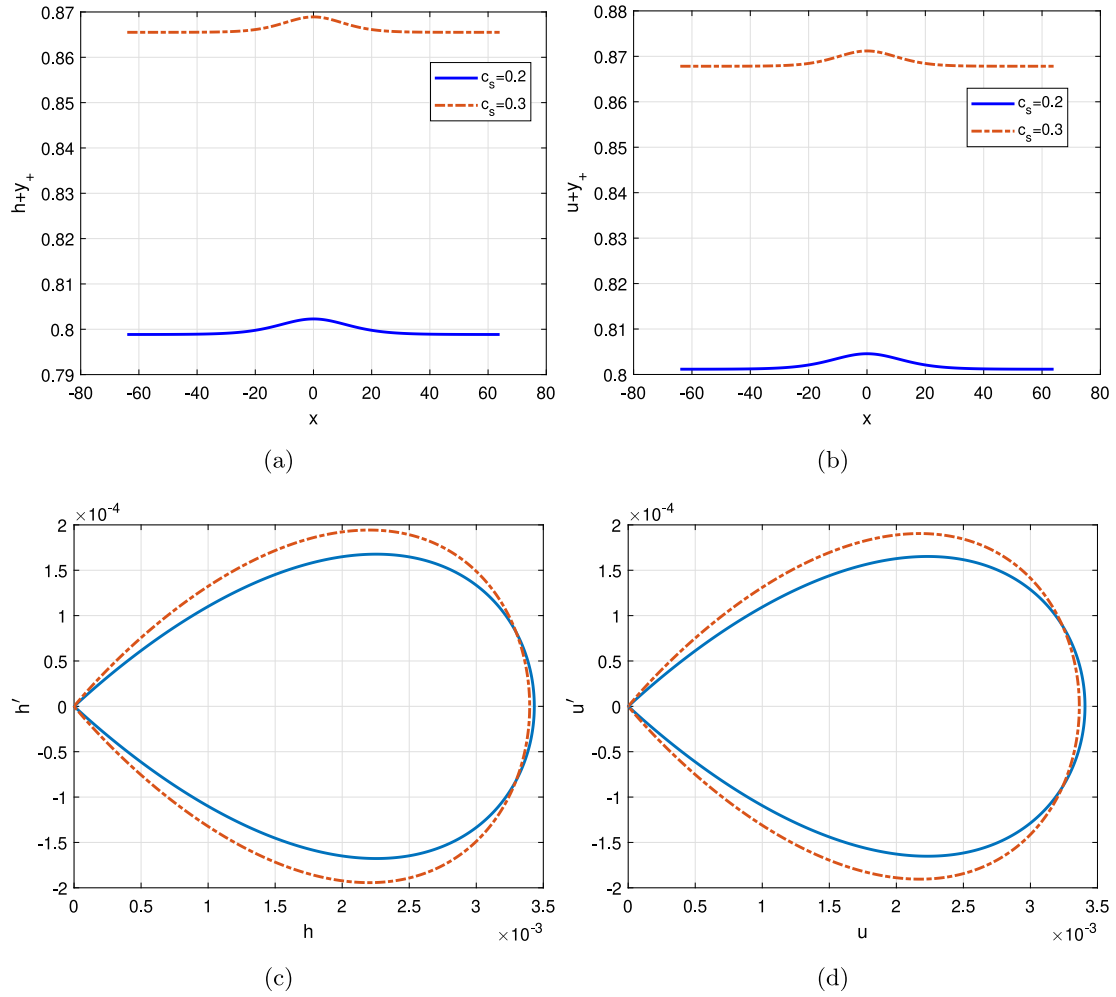 0.87
0.86
0.85
0.84
0.83
0.82
0.81
0.8
0.79
h+y₊
-80 -60 -40 -20 0 20 40 60 80
x
c_s=0.2
c_s=0.3
(a)
0.88
0.87
0.86
0.85
0.84
0.83
0.82
0.81
0.8
u+y₊
-80 -60 -40 -20 0 20 40 60 80
x
c_s=0.2
c_s=0.3
(b)
×10⁻⁴
2
1.5
1
0.5
0
-0.5
-1
-1.5
-2
h′
0 0.5 1 1.5 2 2.5 3 3.5
h
×10⁻³
(c)
×10⁻⁴
2
1.5
1
0.5
0
-0.5
-1
-1.5
-2
u′
0 0.5 1 1.5 2 2.5 3 3.5
u
×10⁻³
(d)